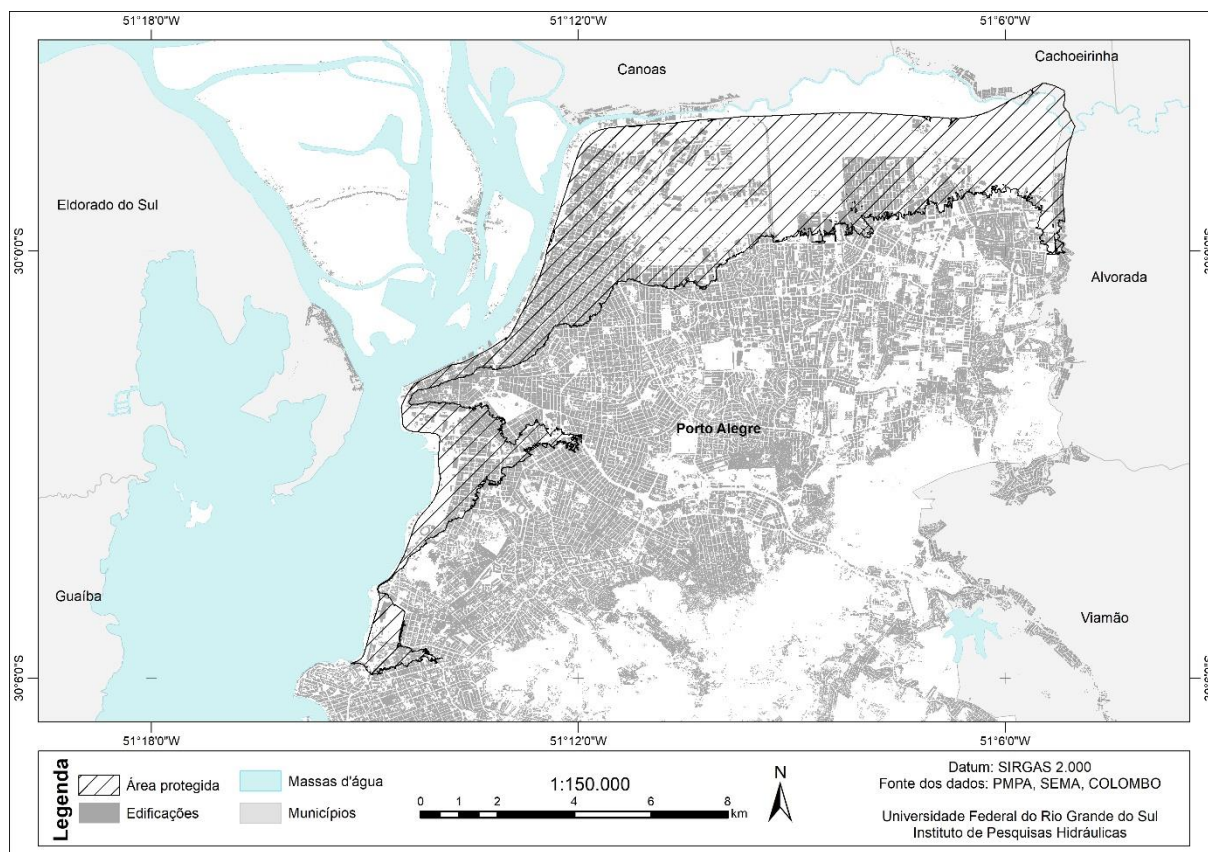 51°18'0"W
51°12'0"W
51°6'0"W
Cachoeirinha
Canoas
Eldorado do Sul
30°0'0"S
Alvorada
Porto Alegre
Guaíba
Viamão
30°6'0"S
51°18'0"W
51°12'0"W
51°6'0"W
Legenda
Área protegida
Edificações
Massas d'água
Municípios
1:150.000
0 1 2 4 6 8
km
N
Datum: SIRGAS 2.000
Fonte dos dados: PMPA, SEMA, COLOMBO
Universidade Federal do Rio Grande do Sul
Instituto de Pesquisas Hidráulicas